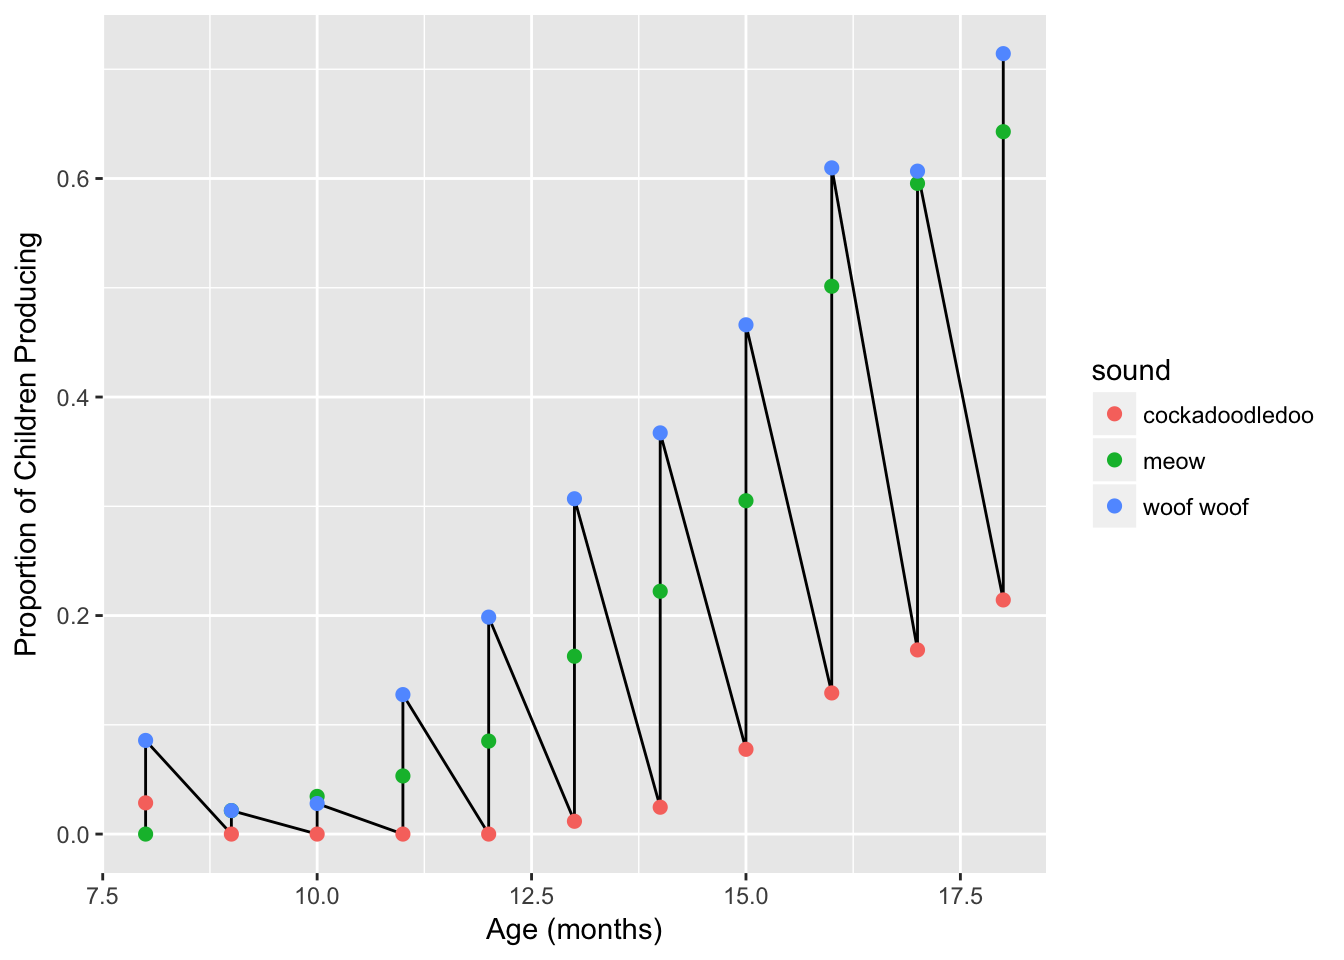 Proportion of Children Producing
0.6
0.4
0.2
0.0
7.5 10.0 12.5 15.0 17.5
Age (months)
sound
cockadoodledoo
meow
woof woof